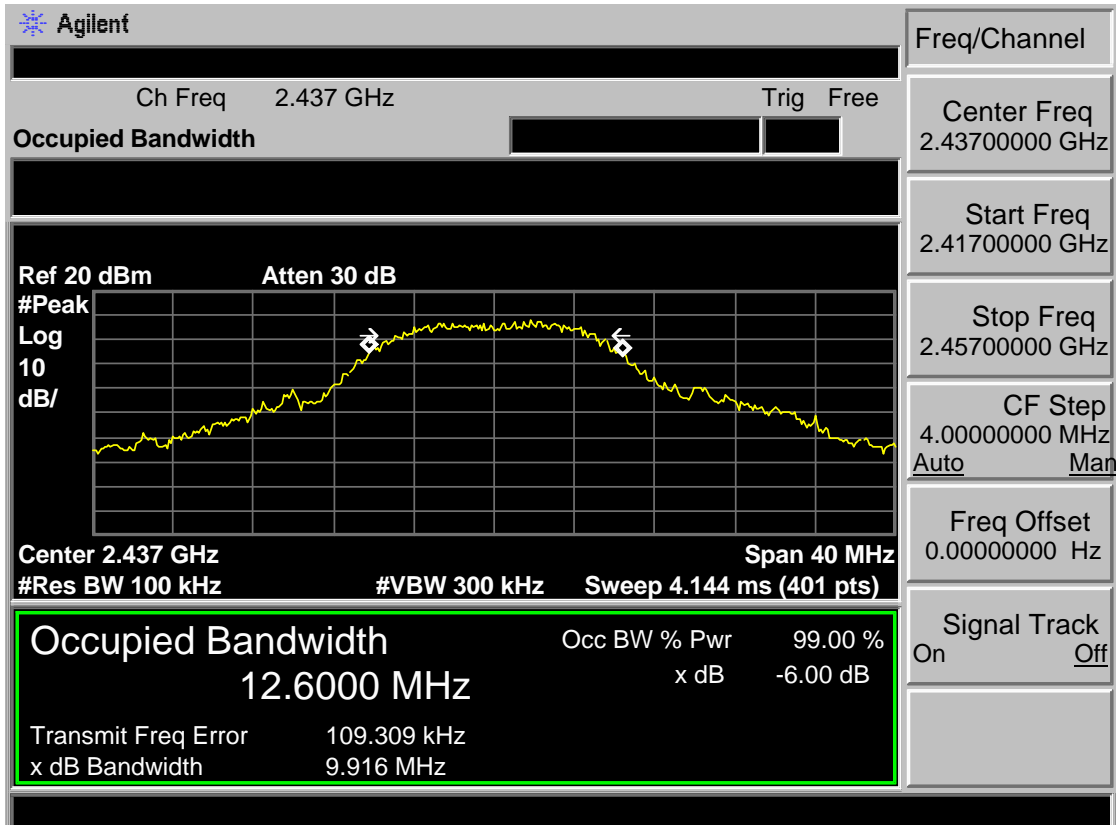 Agilent
Freq/Channel
Ch Freq 2.437 GHz Trig Free
Occupied Bandwidth
Center Freq
2.43700000 GHz
Start Freq
2.41700000 GHz
Stop Freq
2.45700000 GHz
CF Step
4.00000000 MHz
Auto Man
Freq Offset
0.00000000 Hz
Signal Track
On Off
Ref 20 dBm Atten 30 dB
#Peak
Log
10
dB/
Center 2.437 GHz Span 40 MHz
#Res BW 100 kHz #VBW 300 kHz Sweep 4.144 ms (401 pts)
Occupied Bandwidth Occ BW % Pwr 99.00 %
12.6000 MHz x dB -6.00 dB
Transmit Freq Error 109.309 kHz
x dB Bandwidth 9.916 MHz